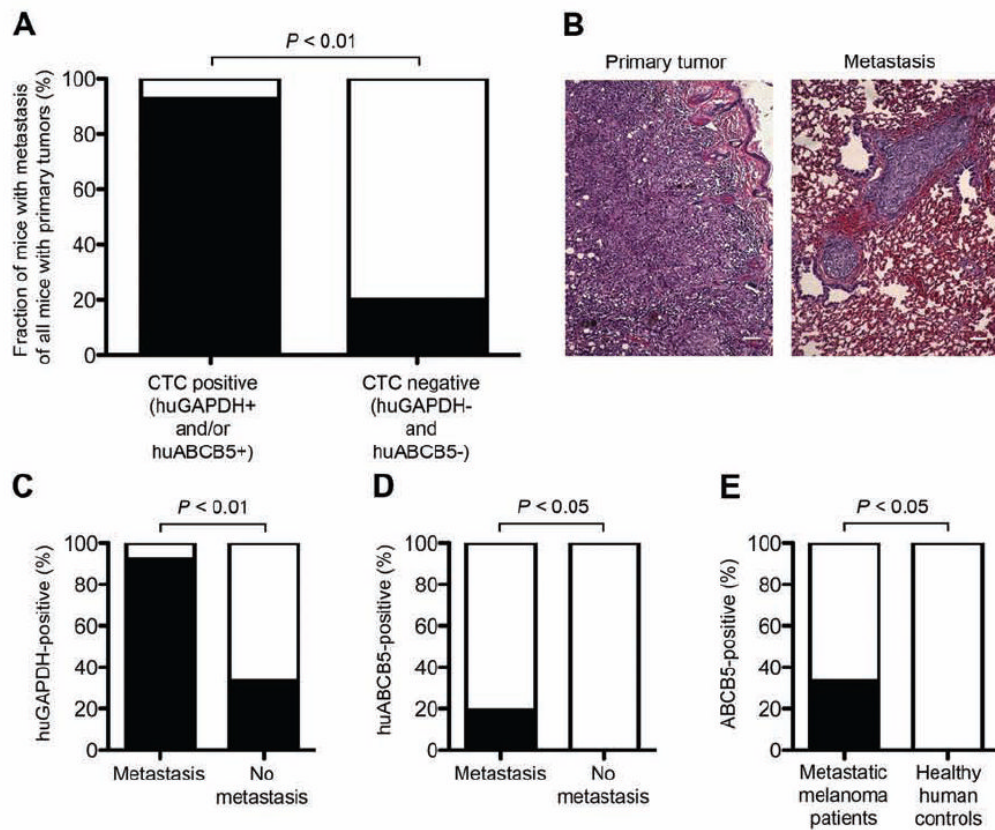 A
P < 0.01
Fraction of mice with metastasis
of all mice with primary tumors (%)
100
80
60
40
20
0
CTC positive
(huGAPDH+
and/or
huABCB5+)
CTC negative
(huGAPDH-
and
huABCB5-)
B
Primary tumor
Metastasis
C
P < 0.01
huGAPDH-positive (%)
100
80
60
40
20
0
Metastasis
No
metastasis
D
P < 0.05
huABCB5-positive (%)
100
80
60
40
20
0
Metastasis
No
metastasis
E
P < 0.05
ABCB5-positive (%)
100
80
60
40
20
0
Metastatic
melanoma
patients
Healthy
human
controls